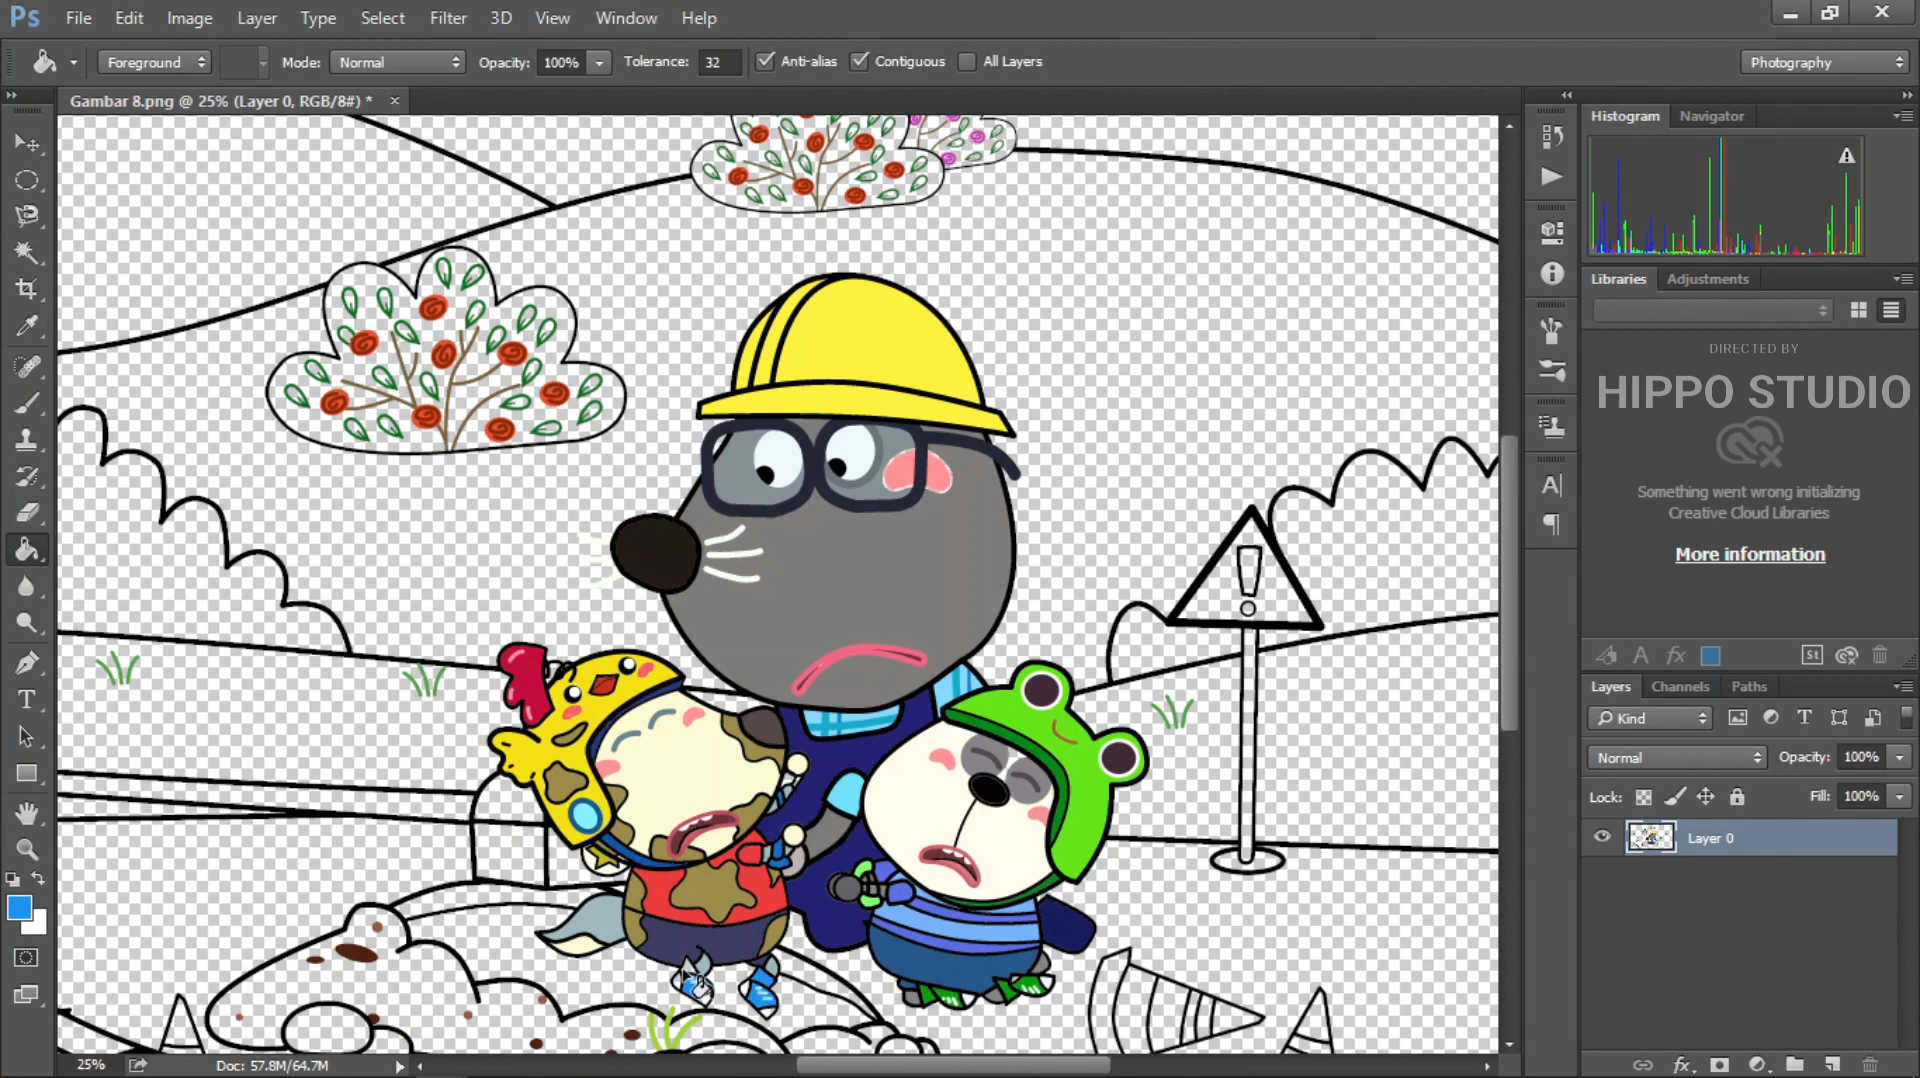 Ps File Edit Image Layer Type Select Filter 3D View Window Help
Foreground Mode: Normal Opacity: 100% Tolerance: 32 Anti-alias Contiguous All Layers Photography
Gambar 8.png @ 25% (Layer 0, RGB/8#) * ×
Histogram Navigator
Libraries Adjustments
DIRECTED BY
HIPPO STUDIO
Something went wrong initializing
Creative Cloud Libraries
More information
A fx St
Layers Channels Paths
Kind T
Normal Opacity: 100%
Lock: Fill: 100%
Layer 0
25% Doc: 57.8M/64.7M fx
!